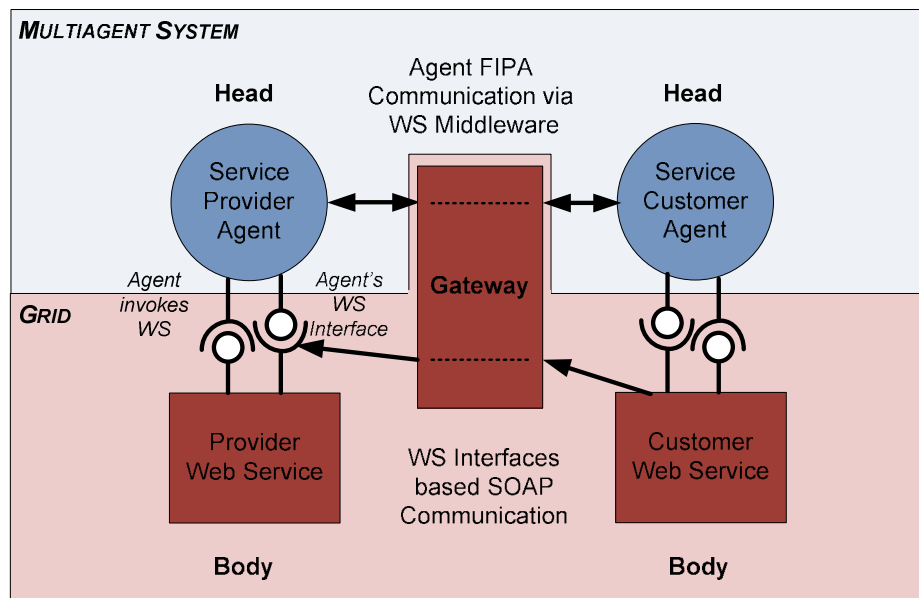 MULTIAGENT SYSTEM
Agent FIPA
Communication via
WS Middleware
Head
Head
Service
Provider
Agent
Service
Customer
Agent
Gateway
Agent
invokes
WS
Agent's
WS
Interface
GRID
Provider
Web Service
Customer
Web Service
WS Interfaces
based SOAP
Communication
Body
Body